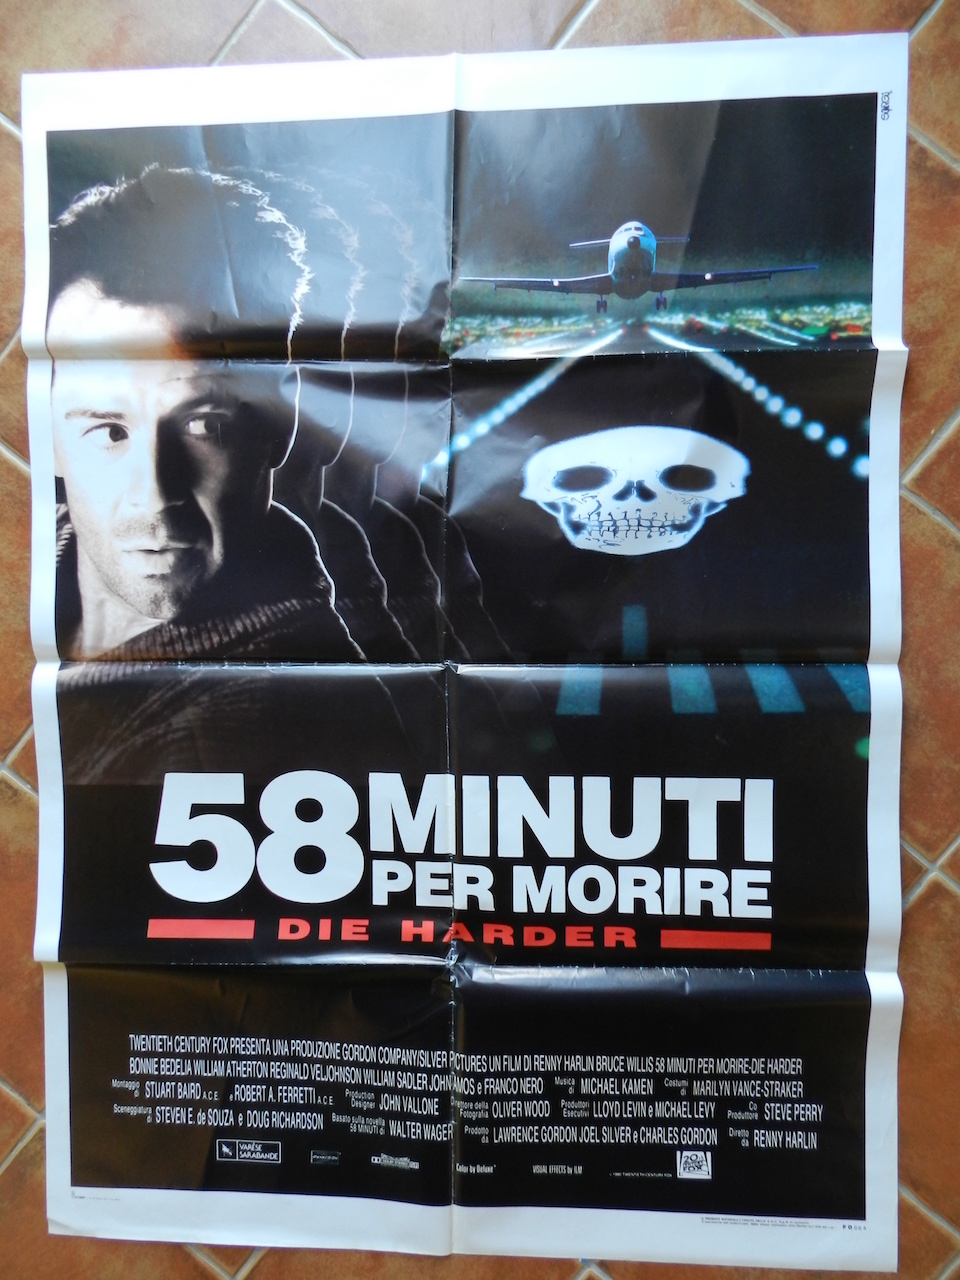 58 MINUTI
PER MORIRE
DIE HARDER
TWENTIETH CENTURY FOX PRESENTA UNA PRODUZIONE GORDON COMPANY/SILVER PICTURES UN FILM DI RENNY HARLIN BRUCE WILLIS 58 MINUTI PER MORIRE-DIE HARDER
BONNIE BEDELIA WILLIAM ATHERTON REGINALD VELJOHNSON WILLIAM SADLER JOHN AMOS e FRANCO NERO Musica di MICHAEL KAMEN Costumi di MARILYN VANCE-STRAKER
Montaggio di STUART BAIRD A.C.E. e ROBERT A. FERRETTI A.C.E. Production Designer JOHN VALLONE Direttore della Fotografia OLIVER WOOD Produttori Esecutivi LLOYD LEVIN e MICHAEL LEVY Co Produttore STEVE PERRY
Sceneggiatura di STEVEN E. de SOUZA e DOUG RICHARDSON Basato sulla novella 58 MINUTI di WALTER WAGER Prodotto da LAWRENCE GORDON JOEL SILVER e CHARLES GORDON Diretto da RENNY HARLIN
VARÈSE SARABANDE
Color by Deluxe
VISUAL EFFECTS by ILM
20th CENTURY FOX